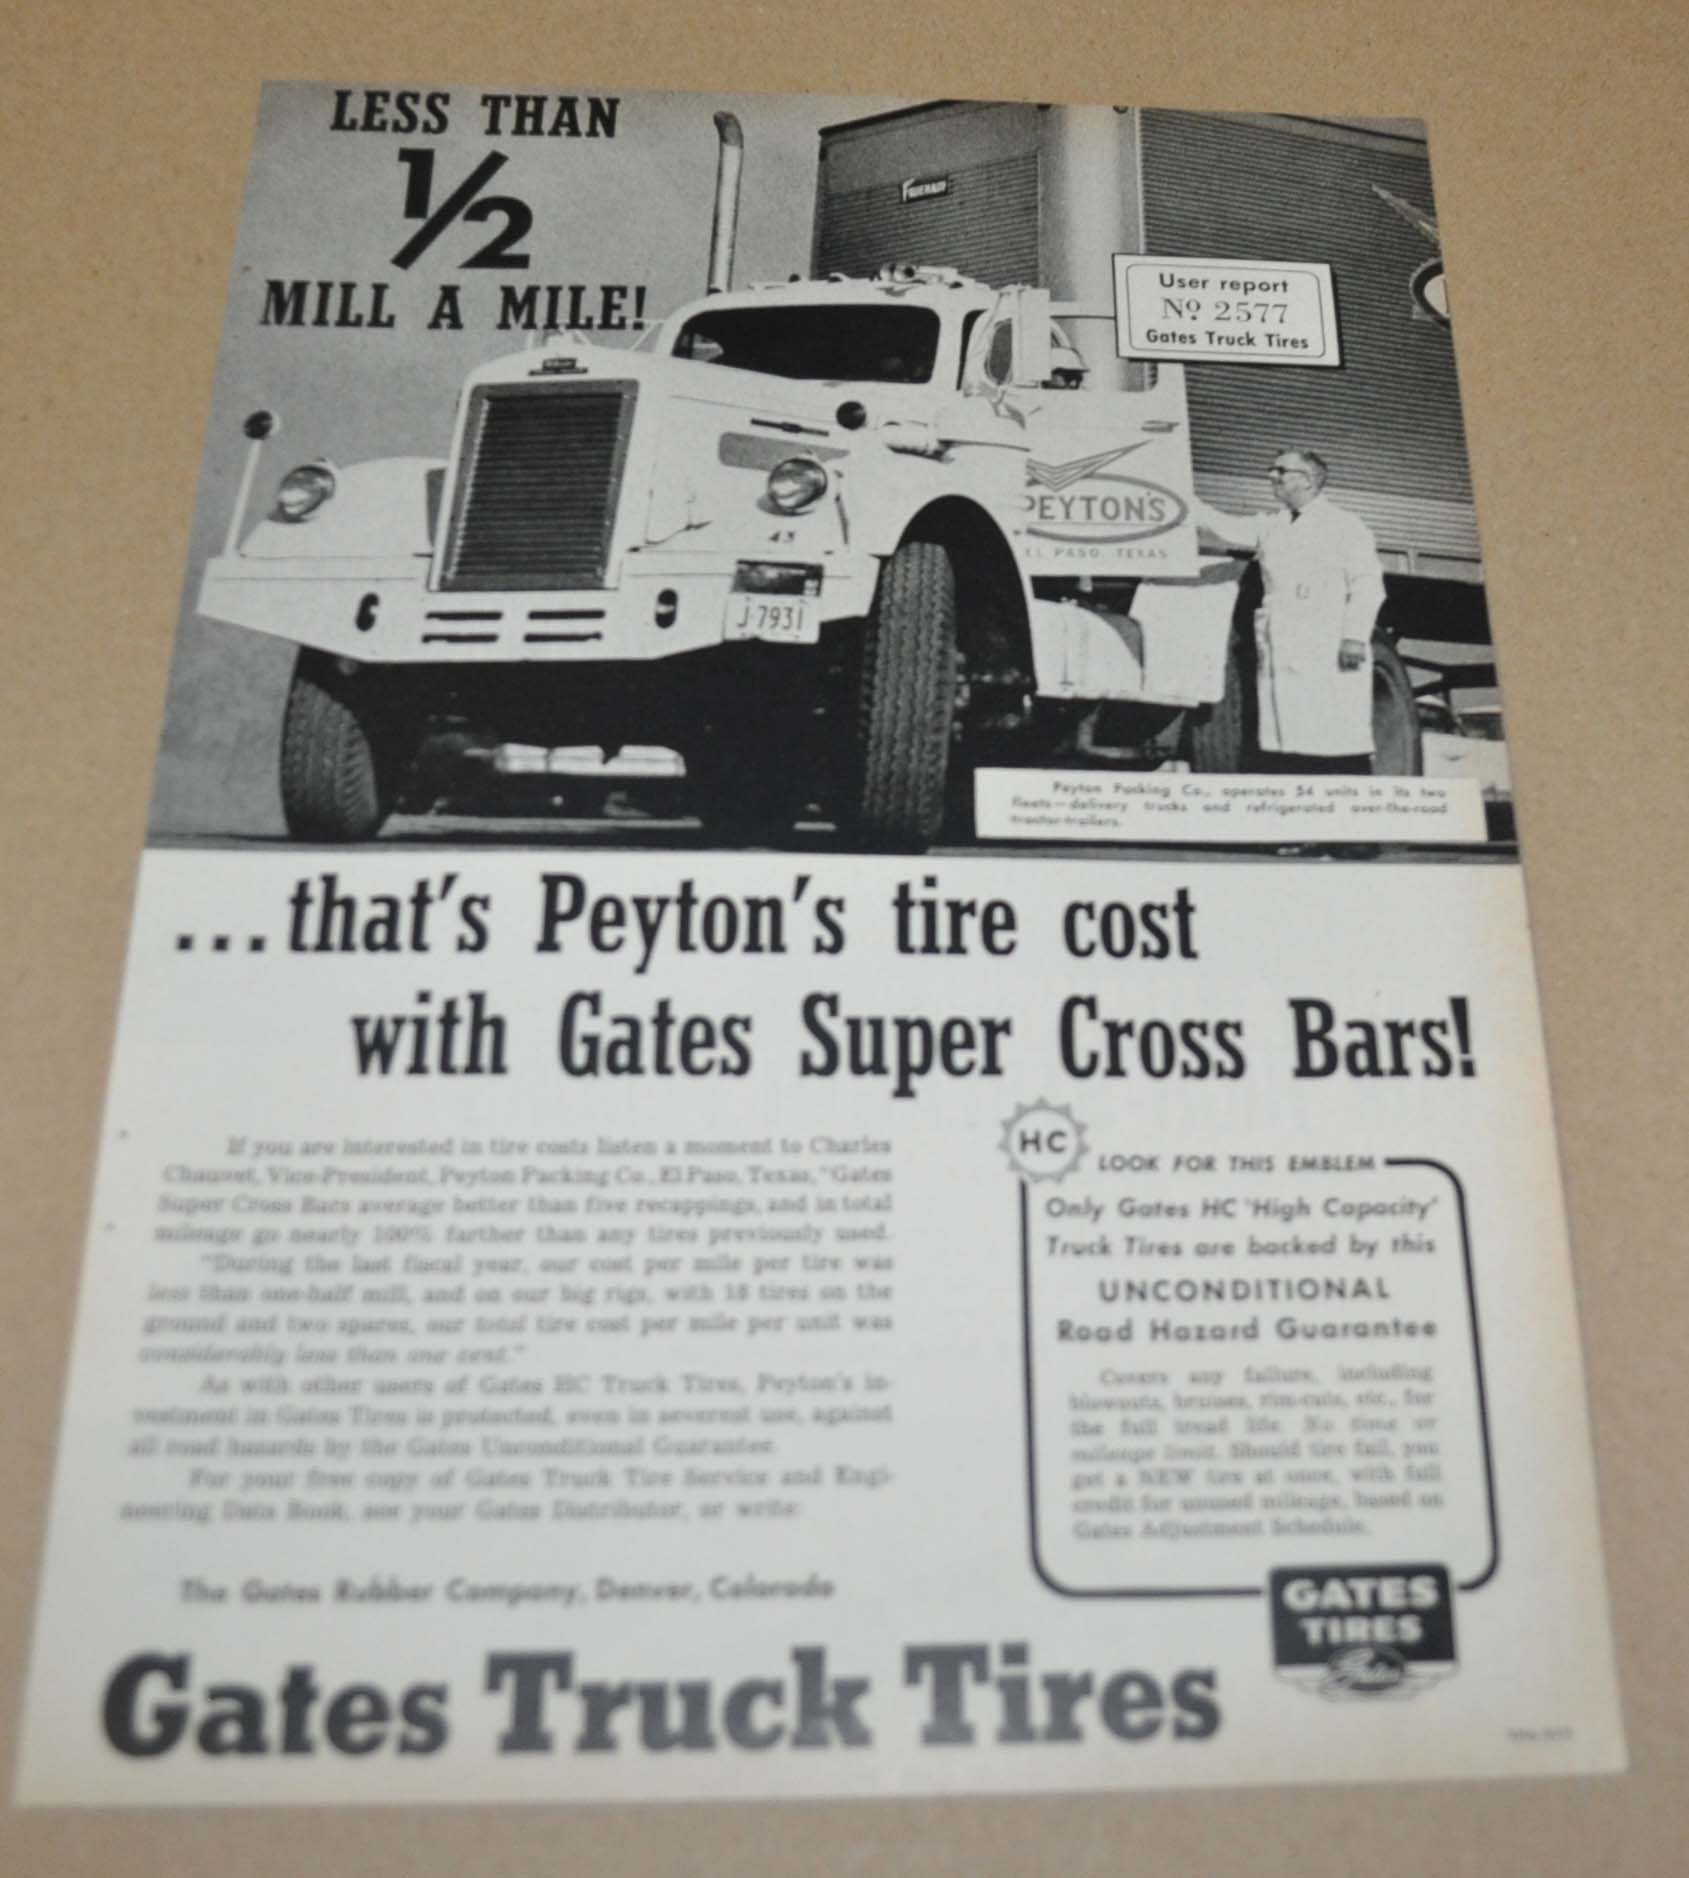 LESS THAN
1/2
MILL A MILE!
FRUEHAUF
User report
No 2577
Gates Truck Tires
PEYTON'S
EL PASO, TEXAS
43
J-7931
Peyton Packing Co., operates 54 units in its two
fleets—delivery trucks and refrigerated over-the-road
tractor-trailers.
...that's Peyton's tire cost
with Gates Super Cross Bars!
If you are interested in tire costs listen a moment to Charles
Chauvet, Vice-President, Peyton Packing Co., El Paso, Texas, "Gates
Super Cross Bars average better than five recappings, and in total
mileage go nearly 100% farther than any tires previously used.
"During the last fiscal year, our cost per mile per tire was
less than one-half mill, and on our big rigs, with 18 tires on the
ground and two spares, our total tire cost per mile per unit was
considerably less than one cent."
As with other users of Gates HC Truck Tires, Peyton's in-
vestment in Gates Tires is protected, even in severest use, against
all road hazards by the Gates Unconditional Guarantee.
For your free copy of Gates Truck Tire Service and Engi-
neering Data Book, see your Gates Distributor, or write:
The Gates Rubber Company, Denver, Colorado
HC
LOOK FOR THIS EMBLEM
Only Gates HC 'High Capacity'
Truck Tires are backed by this
UNCONDITIONAL
Road Hazard Guarantee
Covers any failure, including
blowouts, bruises, rim-cuts, etc., for
the full tread life. No time or
mileage limit. Should tire fail, you
get a NEW tire at once, with full
credit for unused mileage, based on
Gates Adjustment Schedule.
GATES
TIRES
Gates
Gates Truck Tires